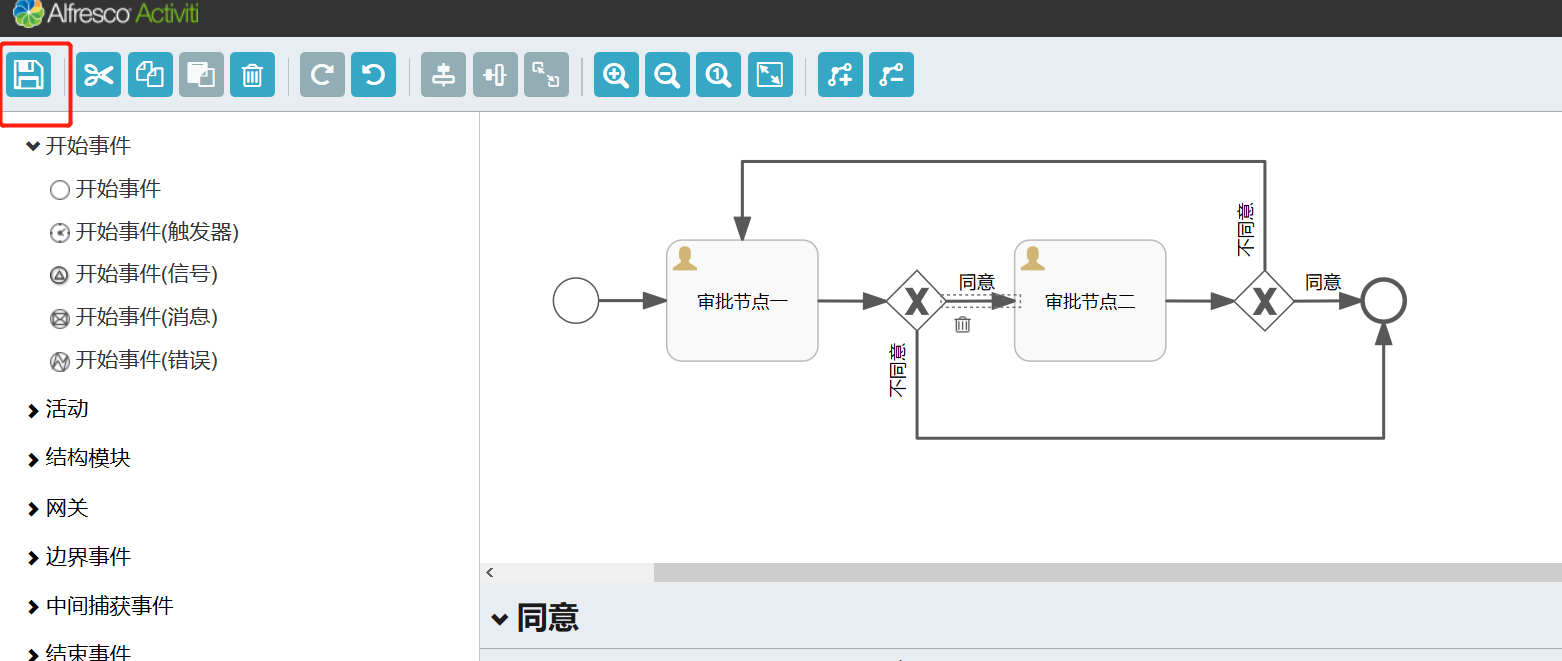 Alfresco Activiti
开始事件
开始事件
开始事件(触发器)
开始事件(信号)
开始事件(消息)
开始事件(错误)
活动
结构模块
网关
边界事件
中间捕获事件
结束事件
审批节点一
同意
不同意
审批节点二
不同意
同意
同意